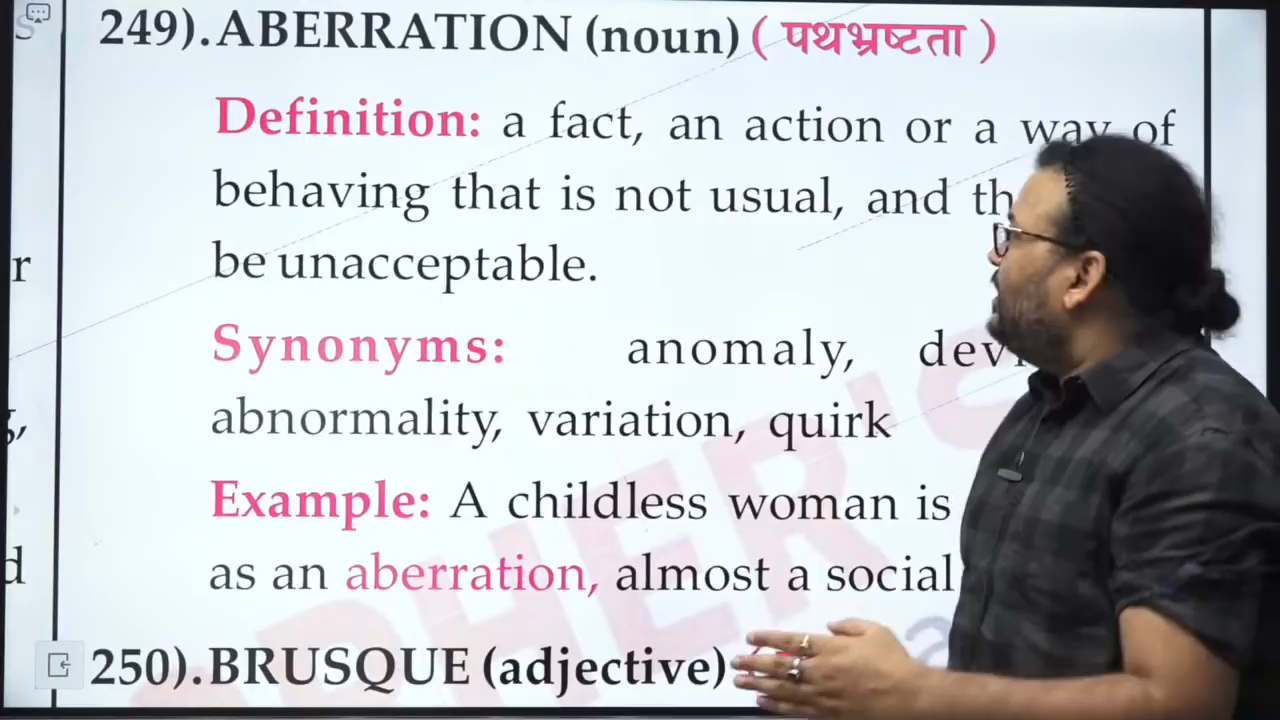 249). ABERRATION (noun) ( पथभ्रष्टता )
Definition: a fact, an action or a way of
behaving that is not usual, and
be unacceptable.
Synonyms: anomaly,
abnormality, variation, quirk
Example: A childless woman is
as an aberration, almost a social
250). BRUSQUE (adjective)